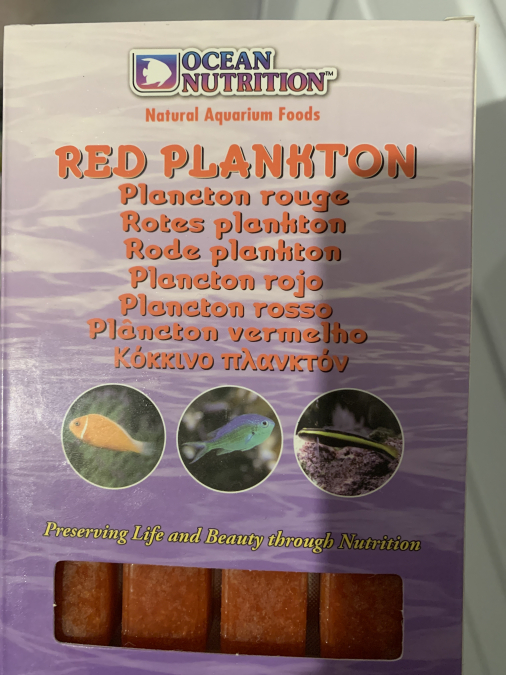 OCEAN
NUTRITION™
Natural Aquarium Foods
RED PLANKTON
Plancton rouge
Rotes plankton
Rode plankton
Plancton rojo
Plancton rosso
Plâncton vermelho
Κόκκινο πλανκτόν
Preserving Life and Beauty through Nutrition